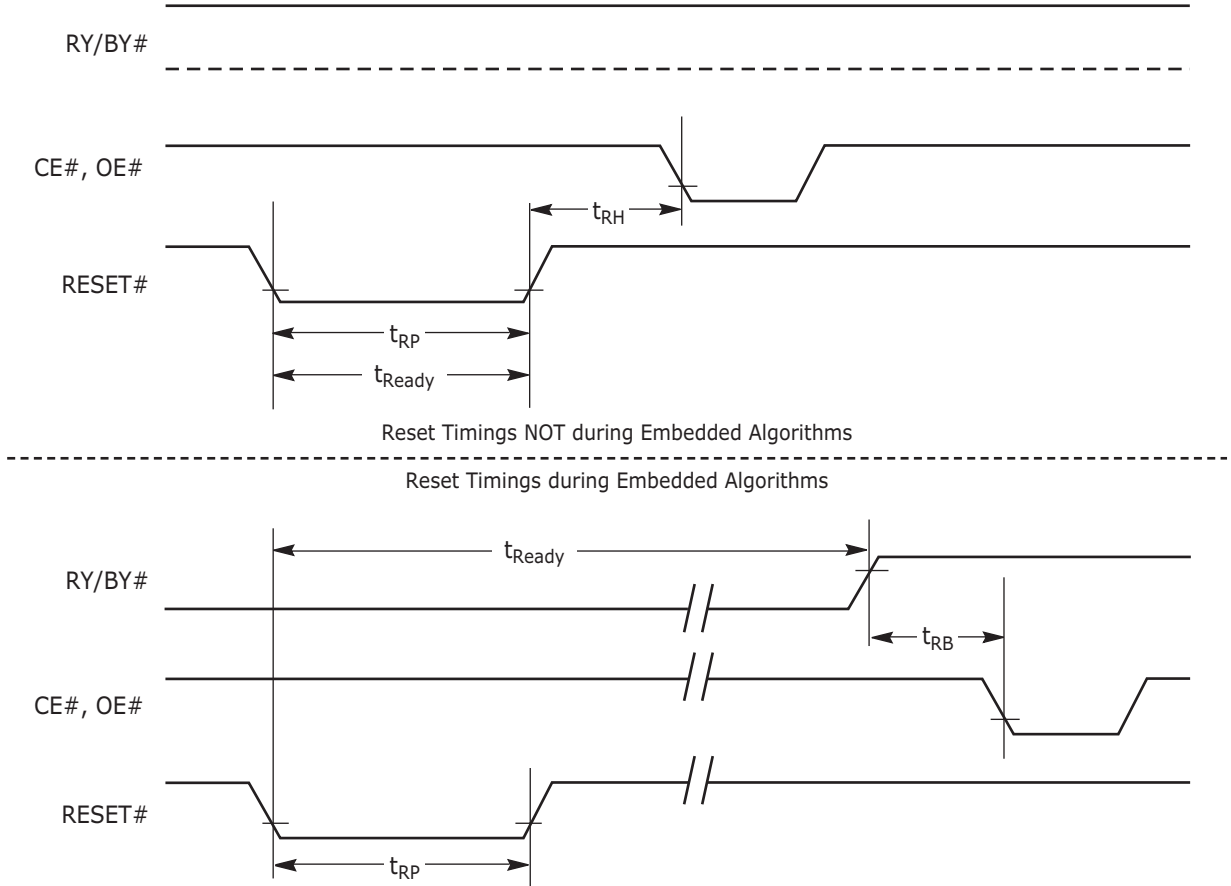 RY/BY#
CE#, OE#
tRH
RESET#
tRP
tReady
Reset Timings NOT during Embedded Algorithms
Reset Timings during Embedded Algorithms
tReady
RY/BY#
tRB
CE#, OE#
RESET#
tRP